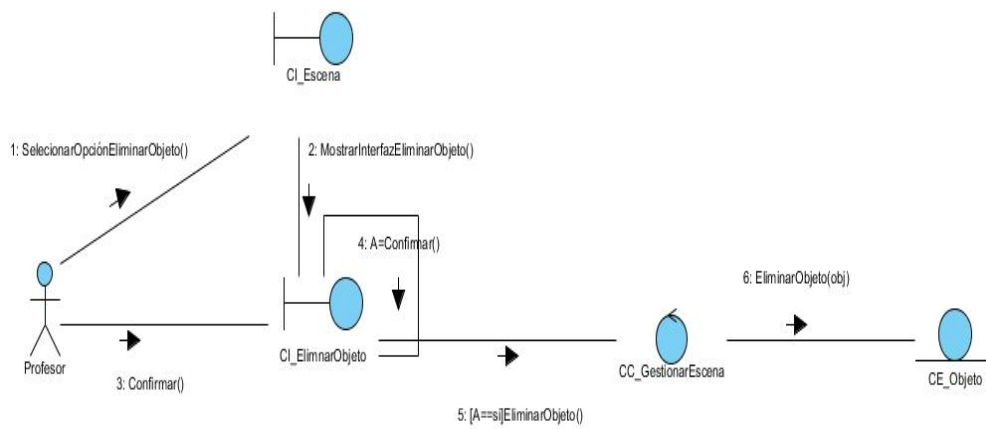 CI_Escena
1: SelecionarOpciónEliminarObjeto()
2: MostrarInterfazEliminarObjeto()
4: A=Confirmar()
6: EliminarObjeto(obj)
Profesor
CI_ElimnarObjeto
CC_GestionarEscena
CE_Objeto
3: Confirmar()
5: [A==si]EliminarObjeto()